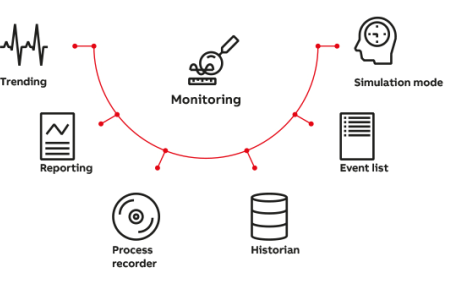 Trending
Monitoring
Simulation mode
Reporting
Event list
Process
recorder
Historian